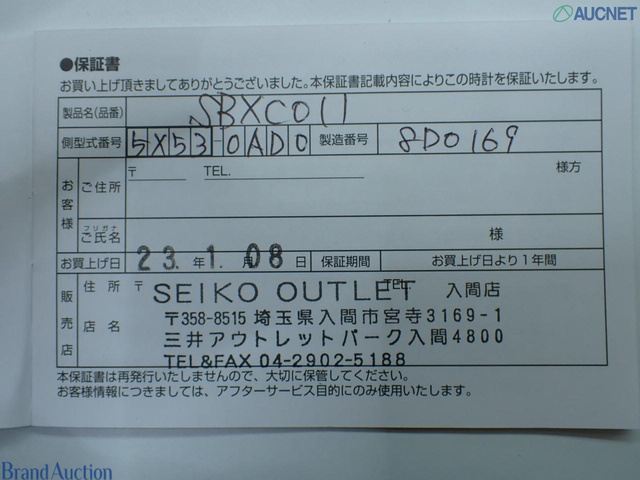 AUCNET
●保証書
お買い上げ頂きましてありがとうございました。本保証書記載内容によりこの時計を保証いたします。
製品名(品番) SBXC011
側型式番号 5X53-0AD0 製造番号 8D0169
お客様 ご住所 〒 TEL. 様方
フリガナ
ご氏名 様
お買上げ日 23.年1.月08日 保証期間 お買上げ日より1年間
販売店 住所 〒 TEL.
SEIKO OUTLET 入間店
店名 〒358-8515 埼玉県入間市宮寺3169-1
三井アウトレットパーク入間4800
TEL&FAX 04-2902-5188
本保証書は再発行いたしませんので、大切に保管してください。
お客様情報につきましては、アフターサービス目的にのみ使用いたします。
Brand Auction